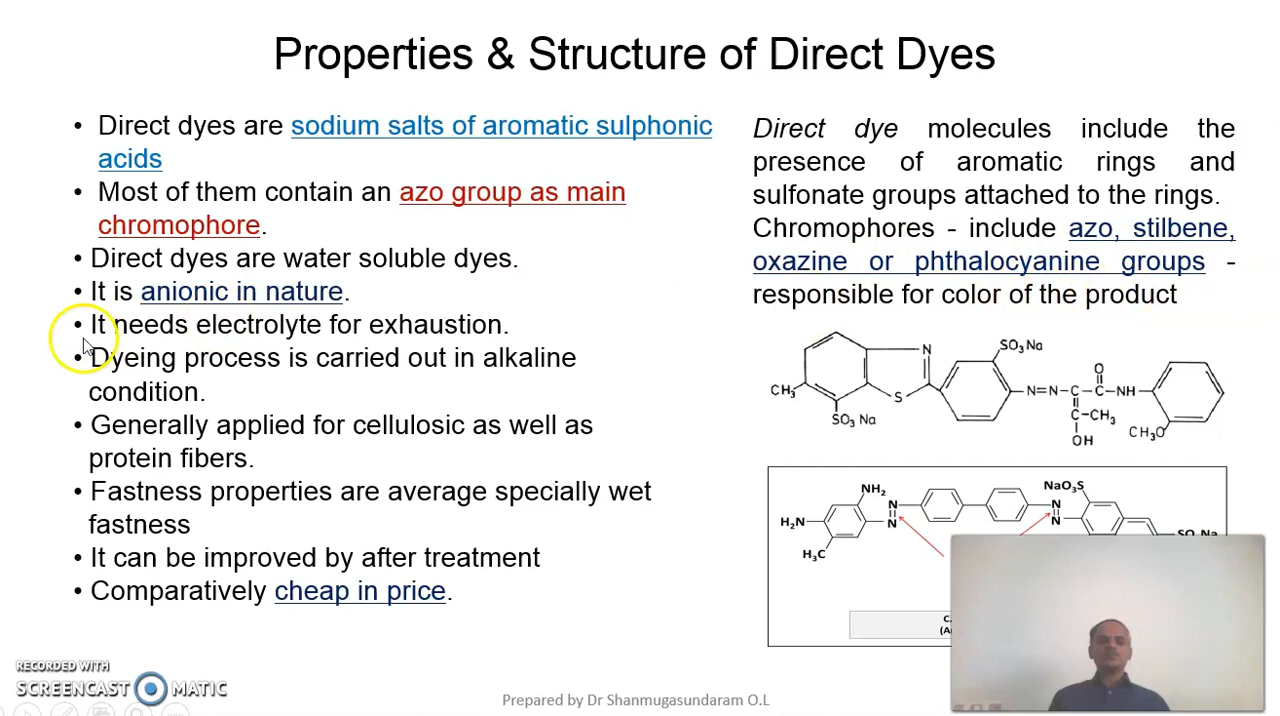 Properties & Structure of Direct Dyes
• Direct dyes are sodium salts of aromatic sulphonic
acids
• Most of them contain an azo group as main
chromophore.
• Direct dyes are water soluble dyes.
• It is anionic in nature.
• It needs electrolyte for exhaustion.
• Dyeing process is carried out in alkaline
condition.
• Generally applied for cellulosic as well as
protein fibers.
• Fastness properties are average specially wet
fastness
• It can be improved by after treatment
• Comparatively cheap in price.
Direct dye molecules include the
presence of aromatic rings and
sulfonate groups attached to the rings.
Chromophores - include azo, stilbene,
oxazine or phthalocyanine groups -
responsible for color of the product
SO₃Na
N
O
CH₃
S
N=N
C
C
NH
SO₃Na
C-CH₃
OH
CH₃O
NH₂
NaO₃S
N
N
H₂N
N
N
H₃C
RECORDED WITH
SCREENCAST MATIC
Prepared by Dr Shanmugasundaram O.L